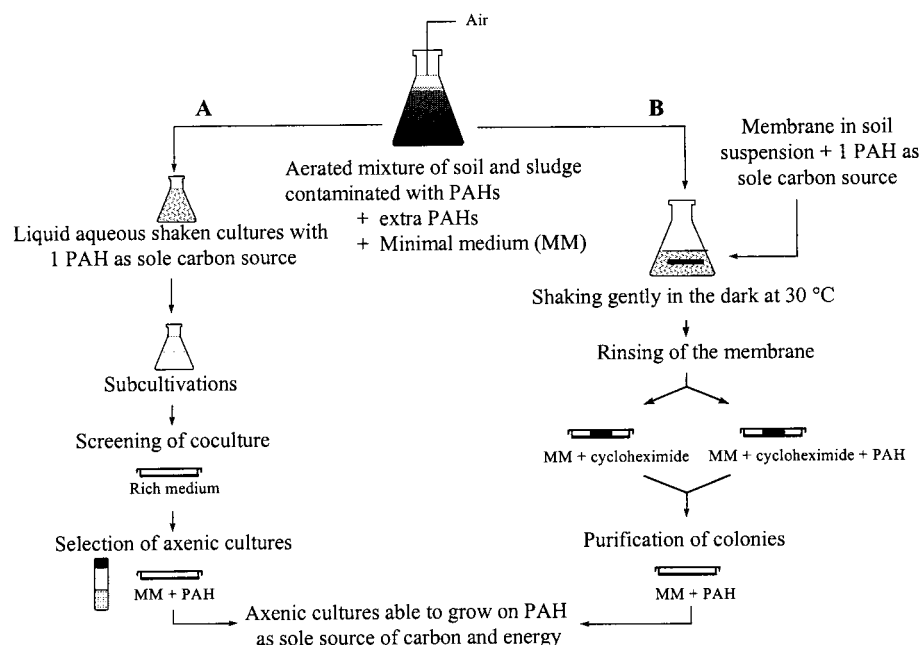 Air
A
B
Aerated mixture of soil and sludge
contaminated with PAHs
+ extra PAHs
+ Minimal medium (MM)
Liquid aqueous shaken cultures with
1 PAH as sole carbon source
Subcultivations
Screening of coculture
Rich medium
Selection of axenic cultures
MM + PAH
Membrane in soil
suspension + 1 PAH as
sole carbon source
Shaking gently in the dark at 30 °C
Rinsing of the membrane
MM + cycloheximide
MM + cycloheximide + PAH
Purification of colonies
MM + PAH
Axenic cultures able to grow on PAH
as sole source of carbon and energy